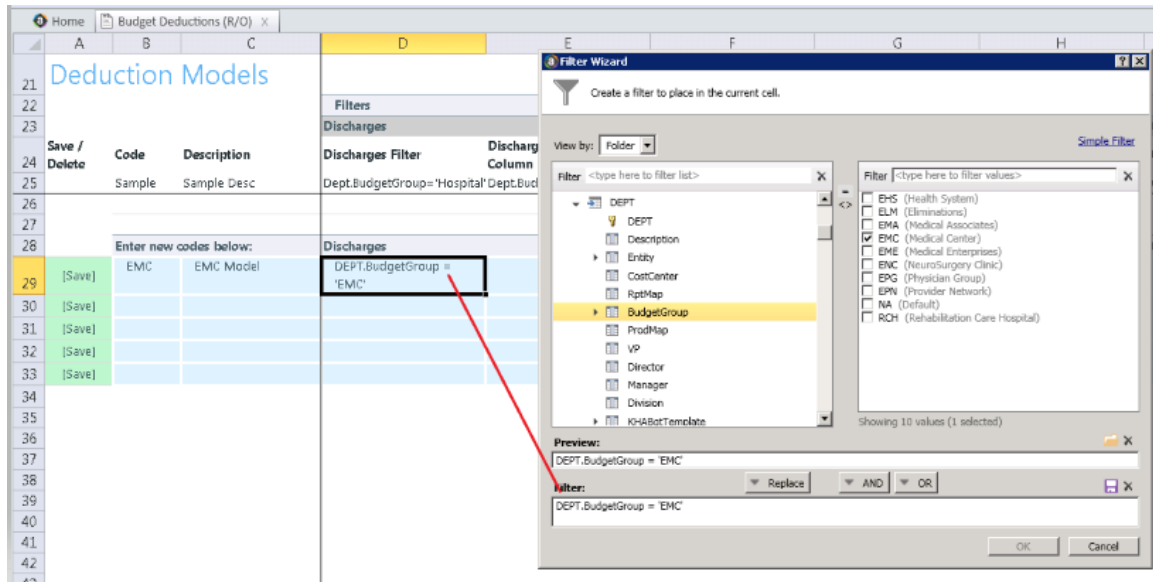 Home Budget Deductions (R/O) ×
A B C D E F G H
21 Deduction Models
22 Filters
23 Discharges
24 Save / Delete Code Description Discharges Filter Discharg Column
25 Sample Sample Desc Dept.BudgetGroup='Hospital' Dept.Bud
26
27
28 Enter new codes below: Discharges
29 [Save] EMC EMC Model DEPT.BudgetGroup = 'EMC'
30 [Save]
31 [Save]
32 [Save]
33 [Save]
34
35
36
37
38
39
40
41
42
Filter Wizard
Create a filter to place in the current cell.
View by: Folder
Simple Filter
Filter <type here to filter list>
DEPT
DEPT
Description
Entity
CostCenter
RptMap
BudgetGroup
ProdMap
VP
Director
Manager
Division
KHABgtTemplate
Filter <type here to filter values>
EHS (Health System)
ELM (Eliminations)
EMA (Medical Associates)
EMC (Medical Center)
EME (Medical Enterprises)
ENC (NeuroSurgery Clinic)
EPG (Physician Group)
EPN (Provider Network)
NA (Default)
RCH (Rehabilitation Care Hospital)
Showing 10 values (1 selected)
Preview:
DEPT.BudgetGroup = 'EMC'
Filter:
Replace AND OR
DEPT.BudgetGroup = 'EMC'
OK Cancel